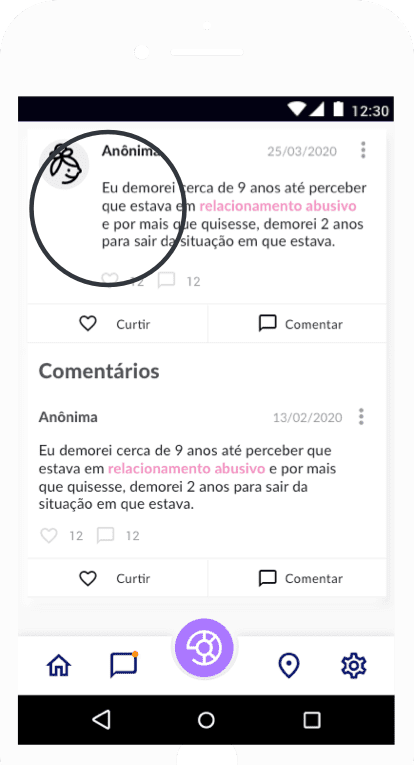 12:30
Anônima 25/03/2020
Eu demorei cerca de 9 anos até perceber
que estava em relacionamento abusivo
e por mais que quisesse, demorei 2 anos
para sair da situação em que estava.
12 12
Curtir Comentar
Comentários
Anônima 13/02/2020
Eu demorei cerca de 9 anos até perceber que
estava em relacionamento abusivo e por mais
que quisesse, demorei 2 anos para sair da
situação em que estava.
12 12
Curtir Comentar